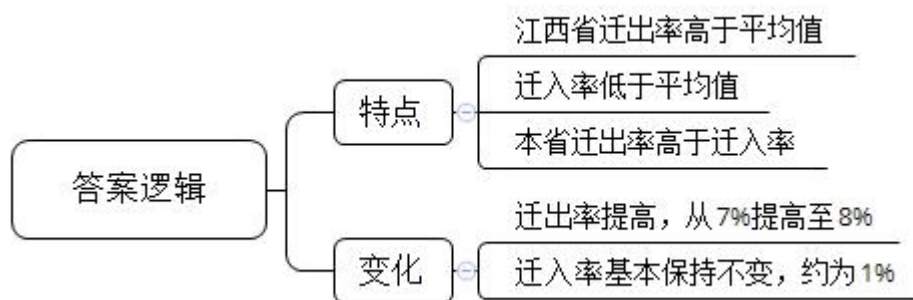 江西省迁出率高于平均值
迁入率低于平均值
本省迁出率高于迁入率
特点
答案逻辑
迁出率提高，从7%提高至8%
迁入率基本保持不变，约为1%
变化